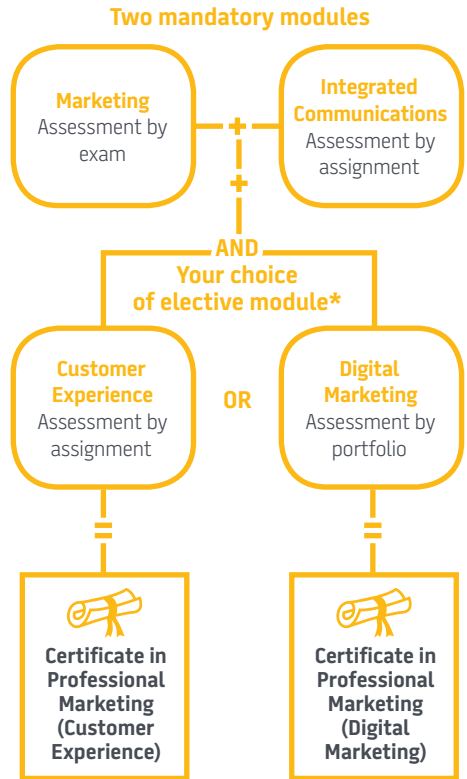 Two mandatory modules
Marketing
Assessment by
exam
+
Integrated
Communications
Assessment by
assignment
+
AND
Your choice
of elective module*
Customer
Experience
Assessment by
assignment
OR
Digital
Marketing
Assessment by
portfolio
=
=
Certificate in
Professional
Marketing
(Customer
Experience)
Certificate in
Professional
Marketing
(Digital
Marketing)